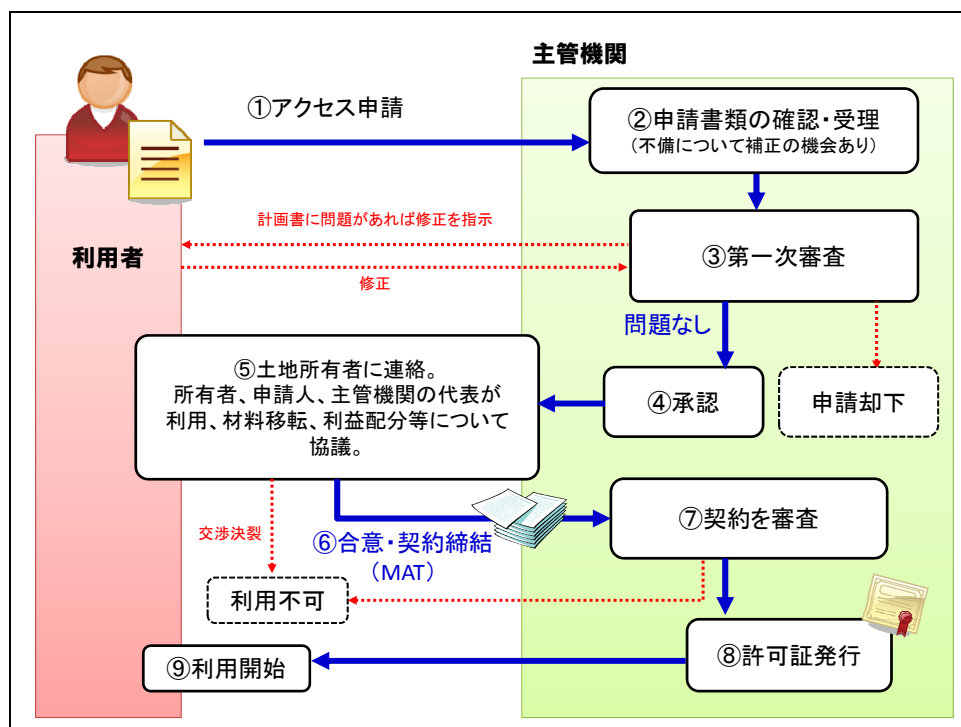 主管機関
①アクセス申請
②申請書類の確認・受理
(不備について補正の機会あり)
計画書に問題があれば修正を指示
利用者
③第一次審査
修正
問題なし
⑤土地所有者に連絡。
所有者、申請人、主管機関の代表が
利用、材料移転、利益配分等について
協議。
④承認
申請却下
交渉決裂
⑥合意・契約締結
(MAT)
⑦契約を審査
利用不可
⑧許可証発行
⑨利用開始